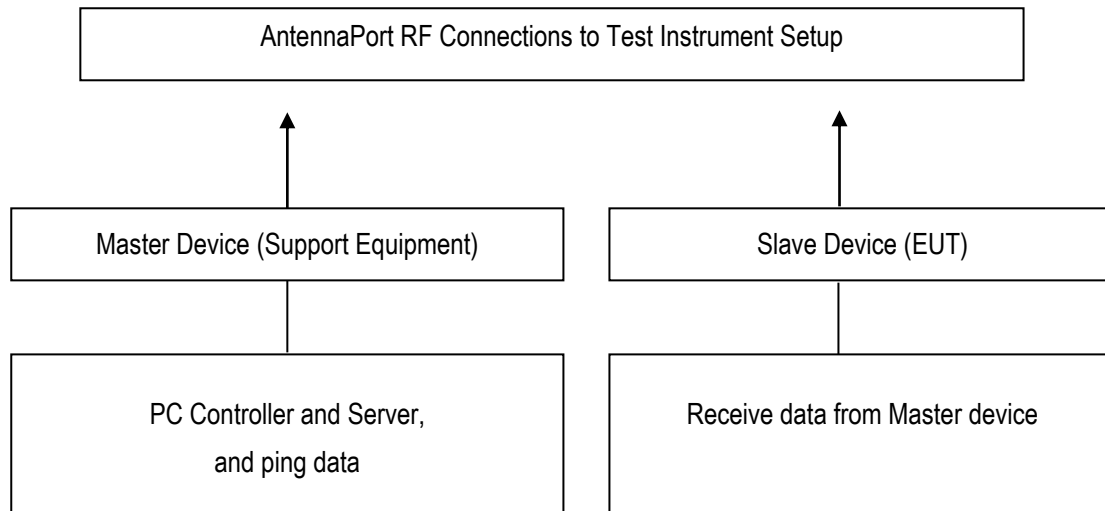 AntennaPort RF Connections to Test Instrument Setup
Master Device (Support Equipment)
Slave Device (EUT)
PC Controller and Server,
and ping data
Receive data from Master device